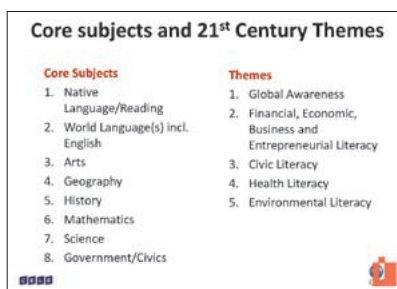 Core subjects and 21st Century Themes
Core Subjects
1. Native
Language/Reading
2. World Language(s) incl.
English
3. Arts
4. Geography
5. History
6. Mathematics
7. Science
8. Government/Civics
Themes
1. Global Awareness
2. Financial, Economic,
Business and
Entrepreneurial Literacy
3. Civic Literacy
4. Health Literacy
5. Environmental Literacy